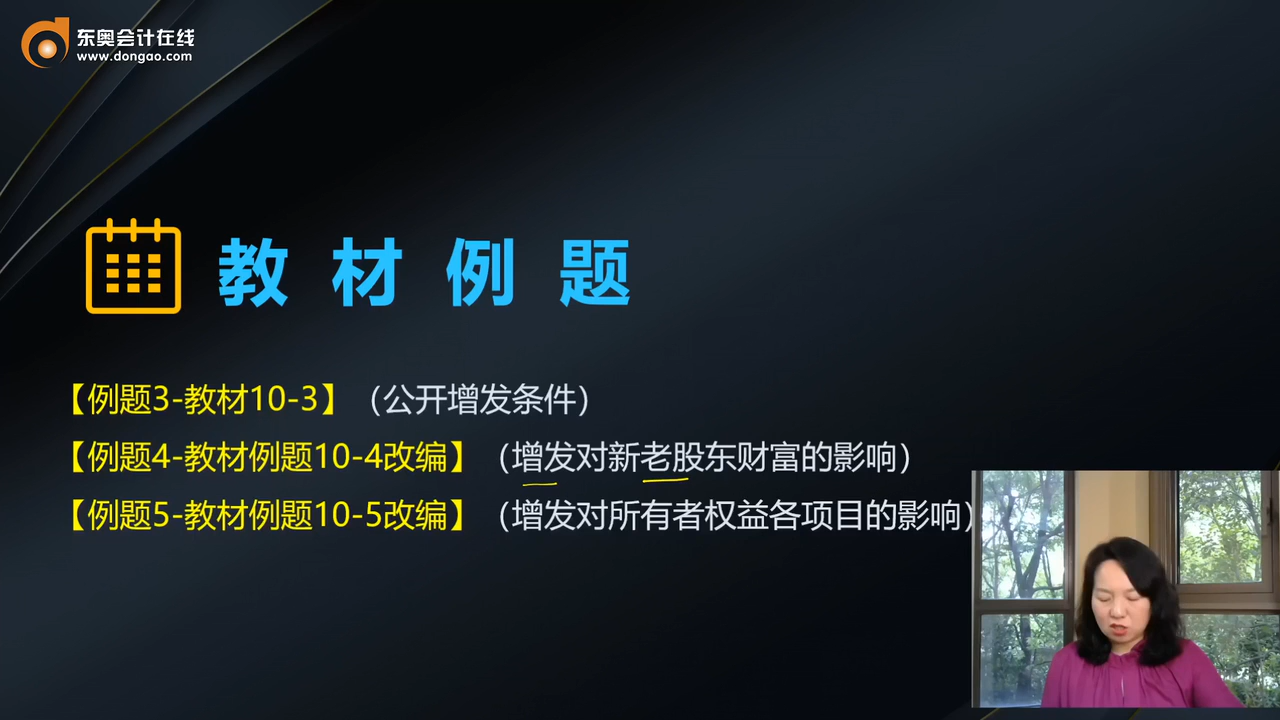 东奥会计在线
www.dongao.com
教材例题
【例题3-教材10-3】（公开增发条件）
【例题4-教材例题10-4改编】（增发对新老股东财富的影响）
【例题5-教材例题10-5改编】（增发对所有者权益各项目的影响）